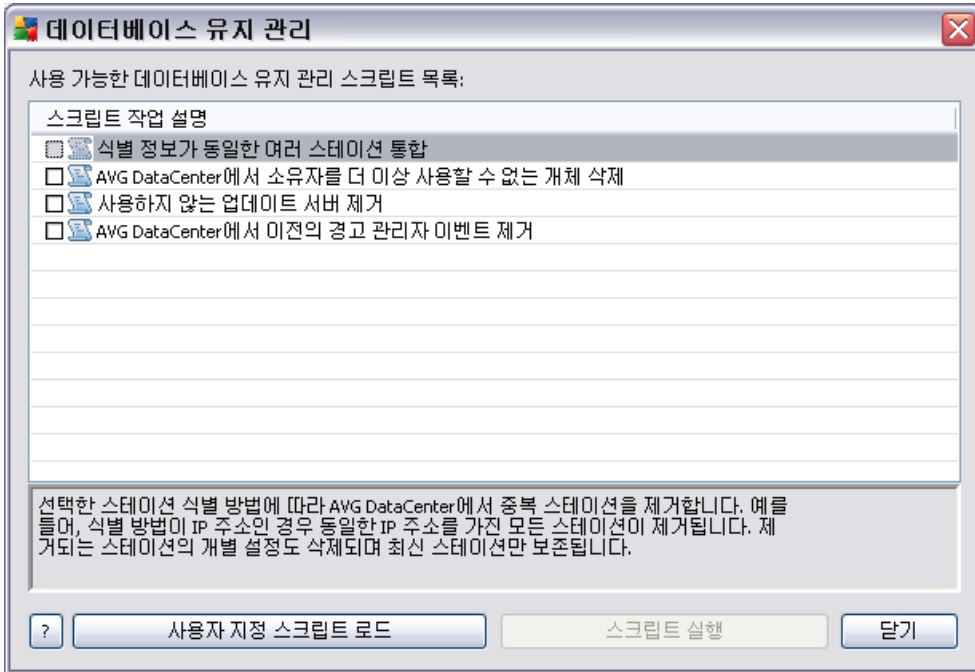 데이터베이스 유지 관리
사용 가능한 데이터베이스 유지 관리 스크립트 목록:
스크립트 작업 설명
식별 정보가 동일한 여러 스테이션 통합
AVG DataCenter에서 소유자를 더 이상 사용할 수 없는 개체 삭제
사용하지 않는 업데이트 서버 제거
AVG DataCenter에서 이전의 경고 관리자 이벤트 제거
선택한 스테이션 식별 방법에 따라 AVG DataCenter에서 중복 스테이션을 제거합니다. 예를
들어, 식별 방법이 IP 주소인 경우 동일한 IP 주소를 가진 모든 스테이션이 제거됩니다. 제
거되는 스테이션의 개별 설정도 삭제되며 최신 스테이션만 보존됩니다.
? 사용자 지정 스크립트 로드 스크립트 실행 닫기